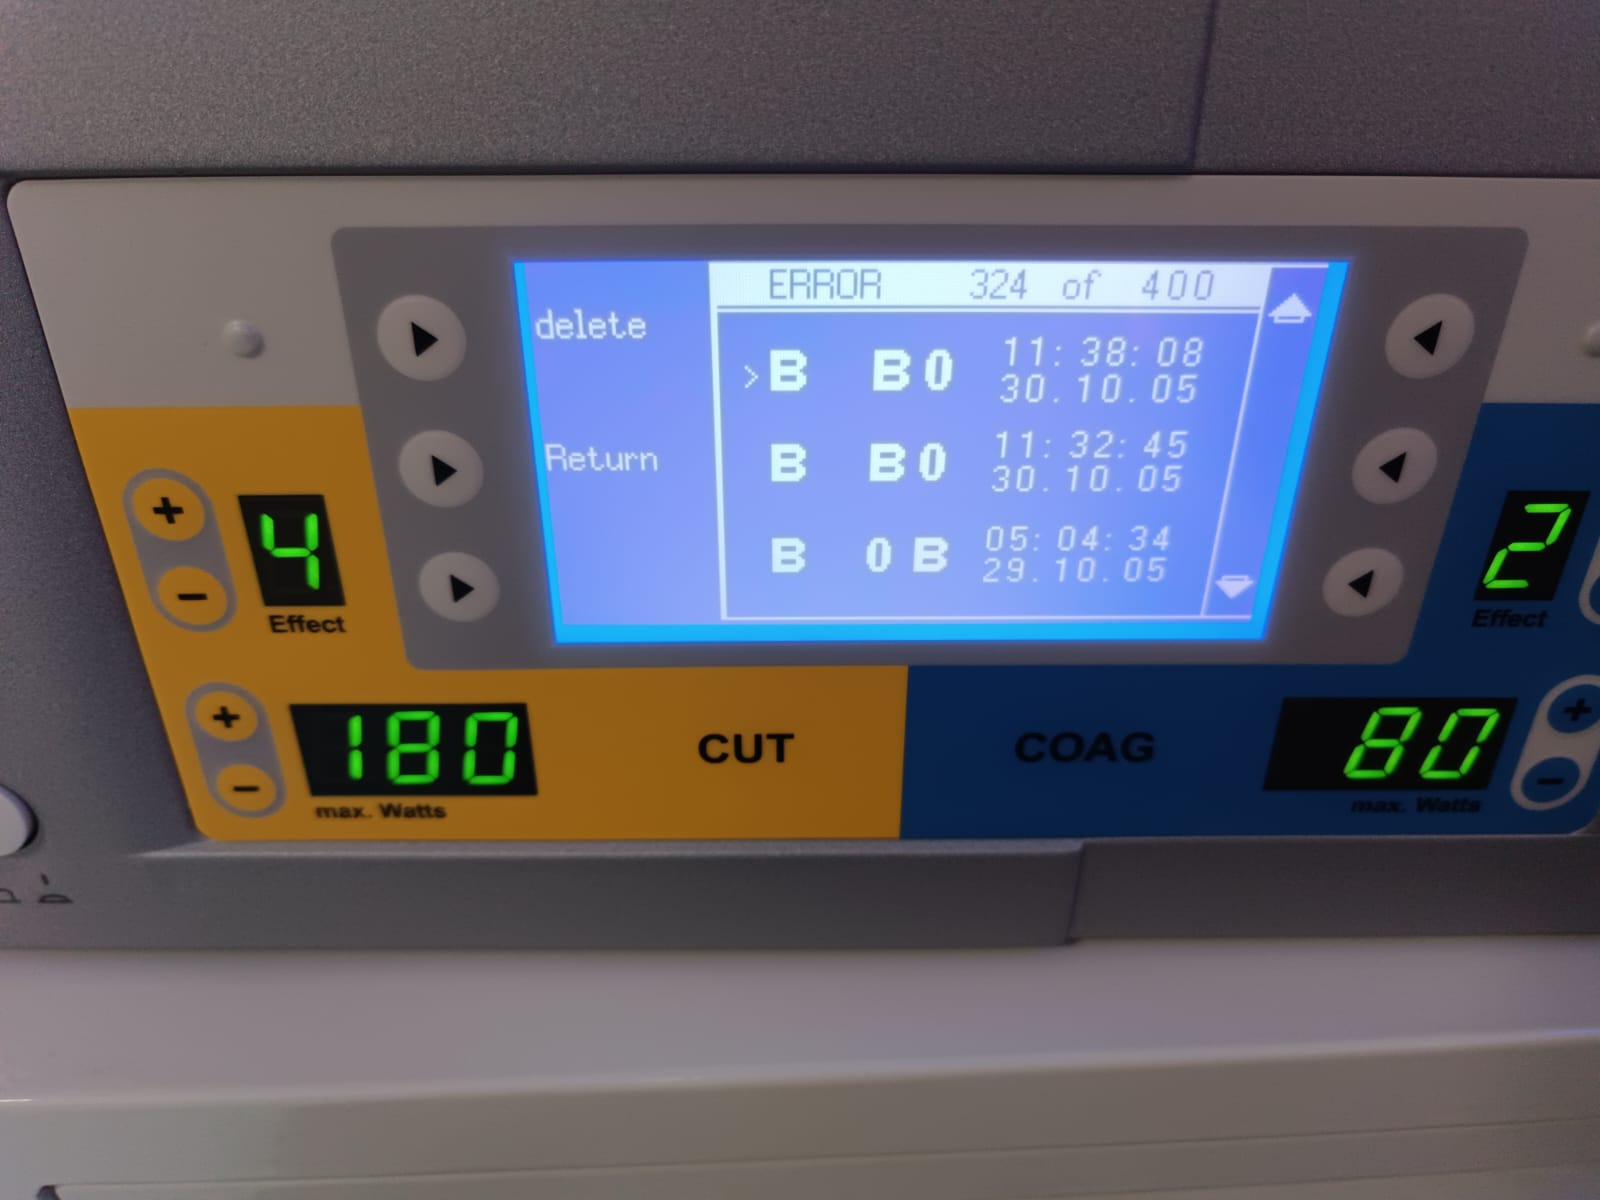 ERROR 324 of 400
delete
>B B0 11:38:08
30.10.05
Return
B B0 11:32:45
30.10.05
B 0B 05:04:34
29.10.05
+
4
-
Effect
2
Effect
+
180
-
max. Watts
CUT
COAG
80
+
-
max. Watts